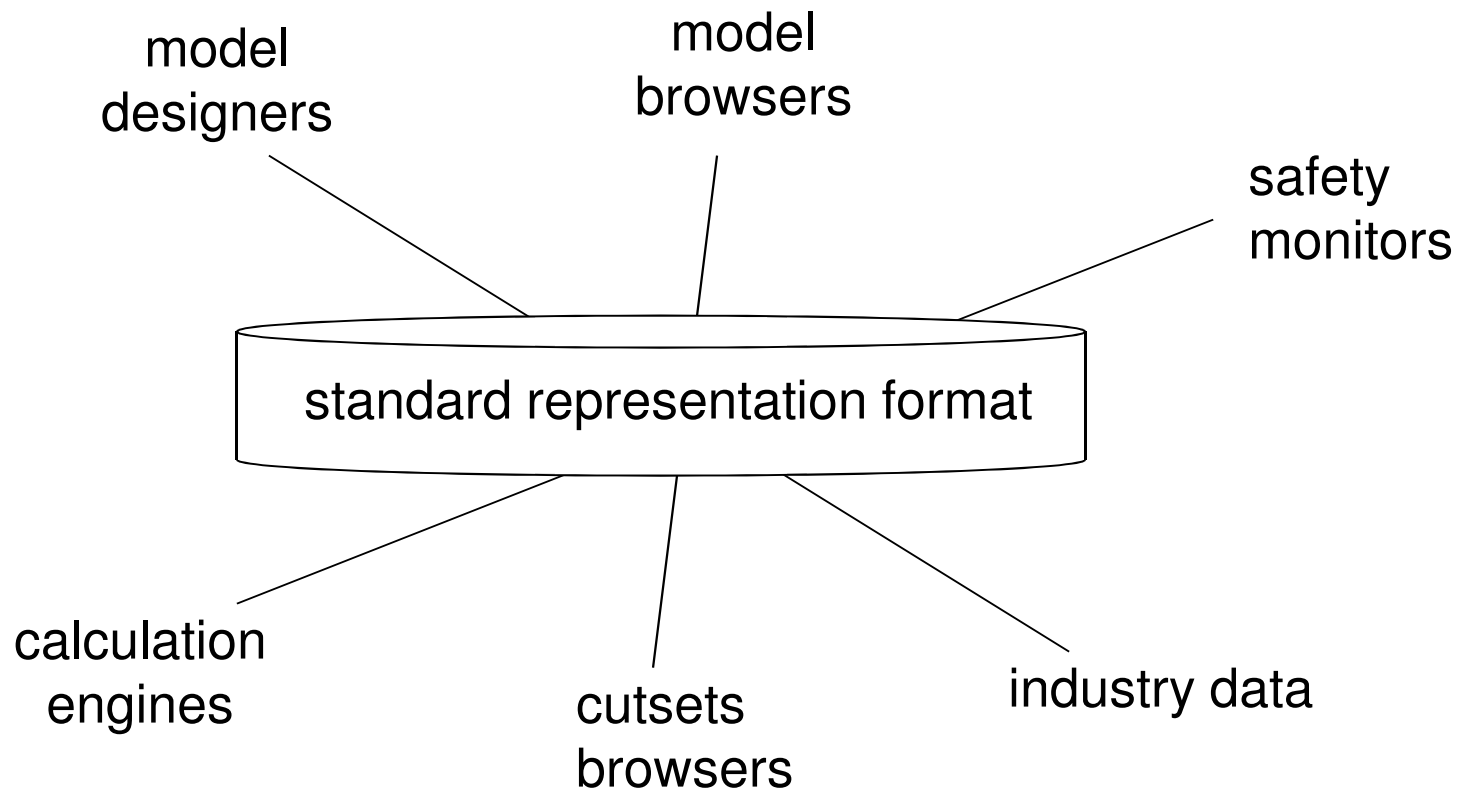 model
designers
model
browsers
safety
monitors
standard representation format
calculation
engines
cutsets
browsers
industry data